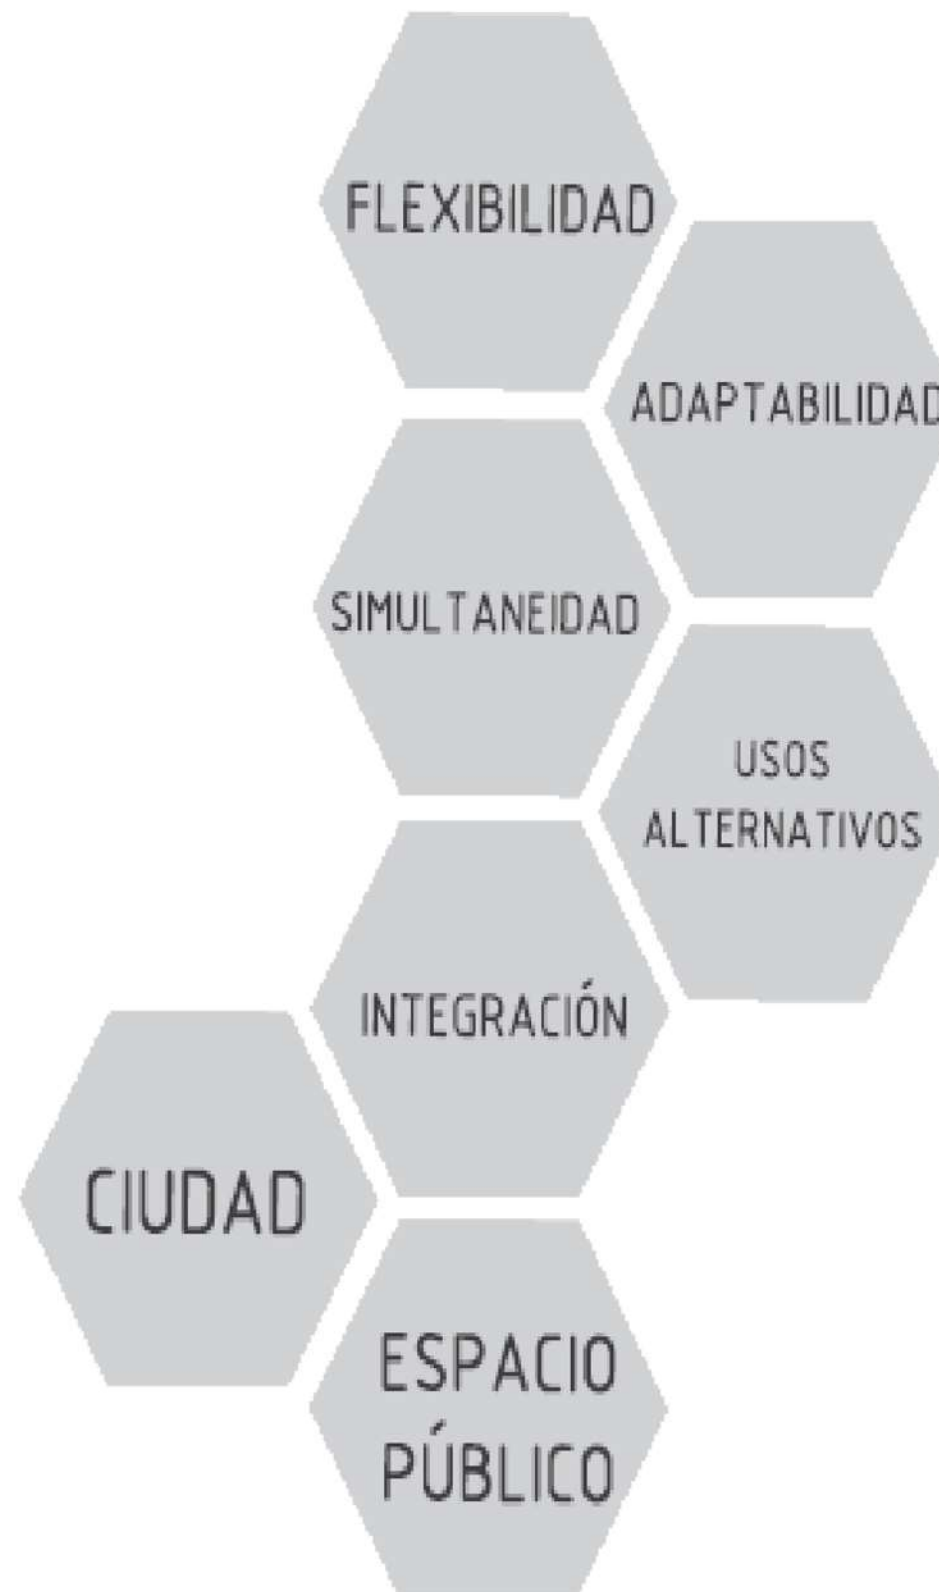 FLEXIBILIDAD
ADAPTABILIDAD
SIMULTANEIDAD
USOS
ALTERNATIVOS
INTEGRACIÓN
CIUDAD
ESPACIO
PÚBLICO